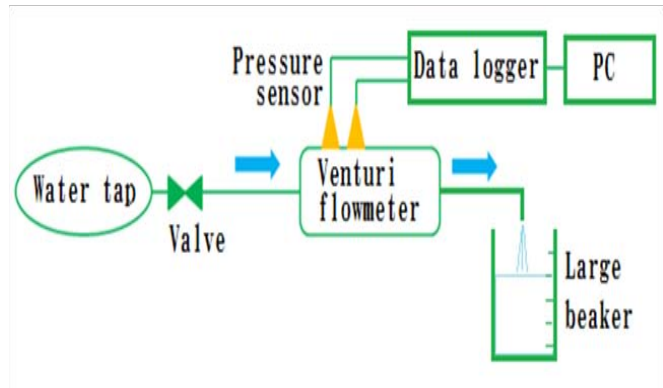 Pressure
sensor
Data logger
PC
Water tap
Valve
Venturi
flowmeter
Large
beaker